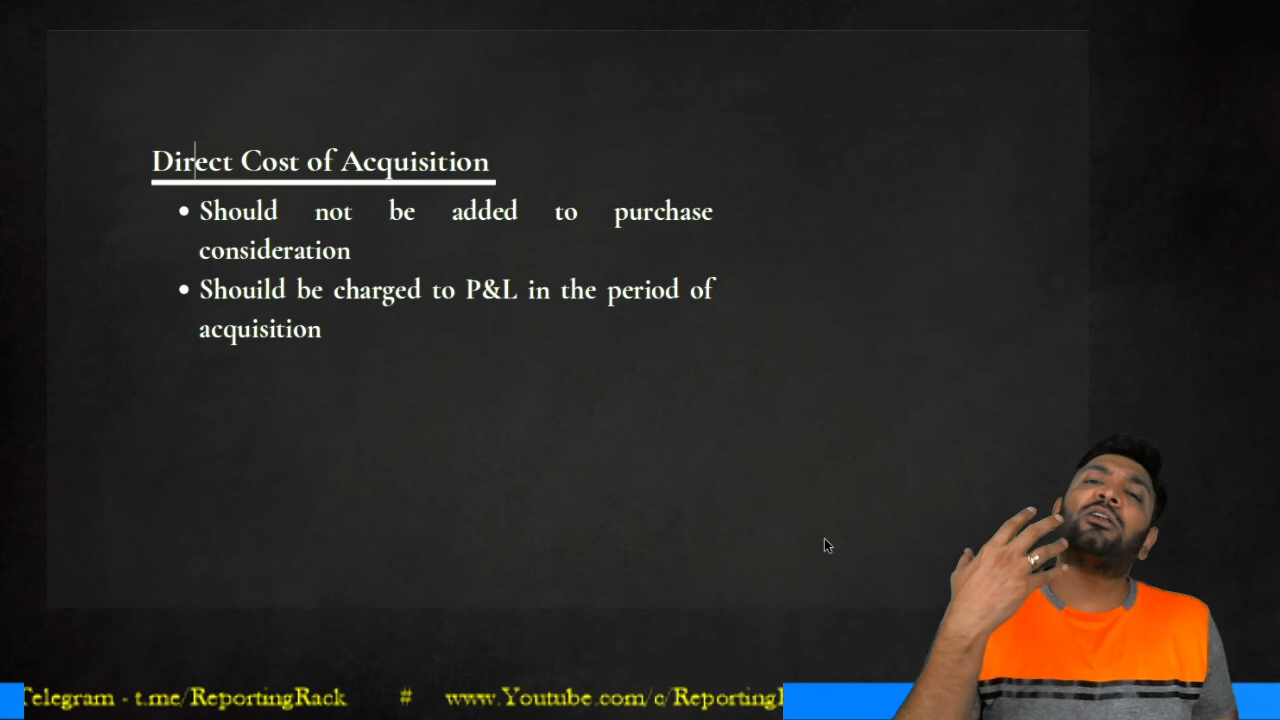 Direct Cost of Acquisition
• Should not be added to purchase
consideration
• Shouild be charged to P&L in the period of
acquisition
Telegram - t.me/ReportingRack # www.Youtube.com/c/Reporting